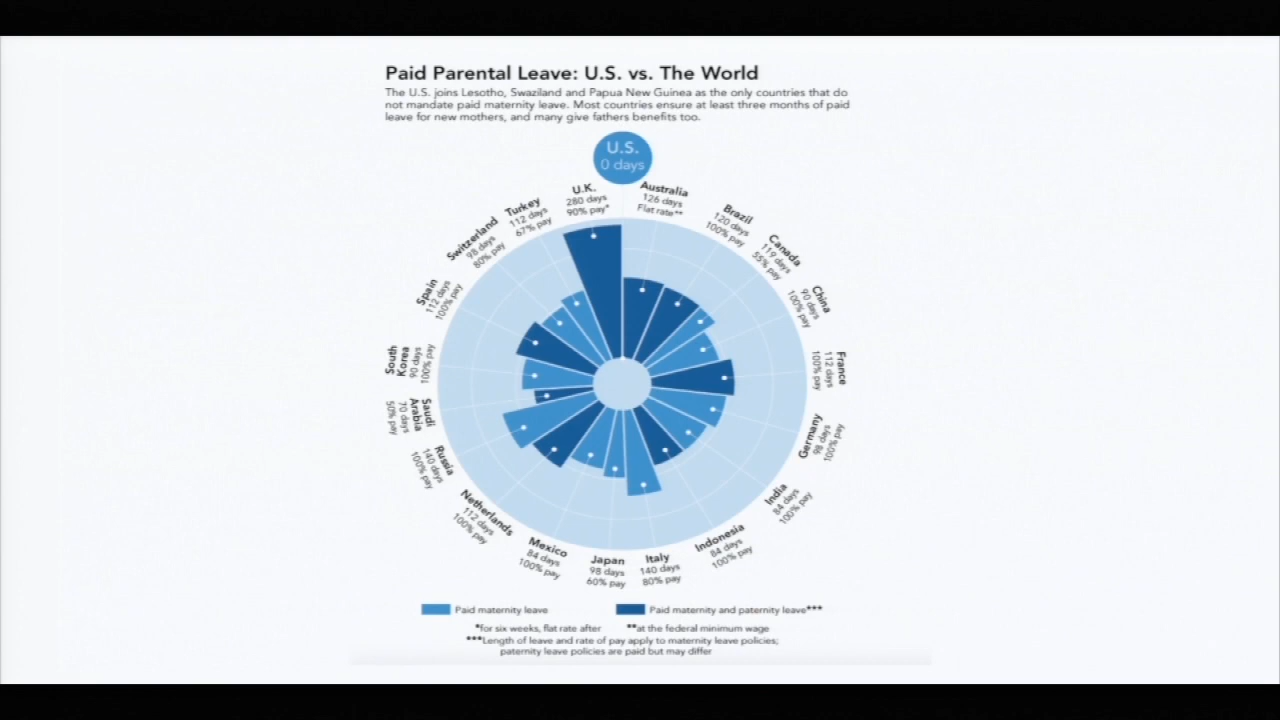 Paid Parental Leave: U.S. vs. The World
The U.S. joins Lesotho, Swaziland and Papua New Guinea as the only countries that do
not mandate paid maternity leave. Most countries ensure at least three months of paid
leave for new mothers, and many give fathers benefits too.
U.S.
0 days
Australia
126 days
Flat rate**
Brazil
120 days
100% pay
Canada
119 days
55% pay
China
90 days
100% pay
France
112 days
100% pay
Germany
98 days
100% pay
India
84 days
100% pay
Indonesia
84 days
100% pay
Italy
140 days
80% pay
Japan
98 days
60% pay
Mexico
84 days
100% pay
Netherlands
112 days
100% pay
Russia
140 days
100% pay
Saudi
Arabia
70 days
50% pay
South
Korea
90 days
100% pay
Spain
112 days
100% pay
Switzerland
98 days
80% pay
Turkey
112 days
67% pay
U.K.
280 days
90% pay*
Paid maternity leave
Paid maternity and paternity leave***
*for six weeks, flat rate after
**at the federal minimum wage
***Length of leave and rate of pay apply to maternity leave policies;
paternity leave policies are paid but may differ